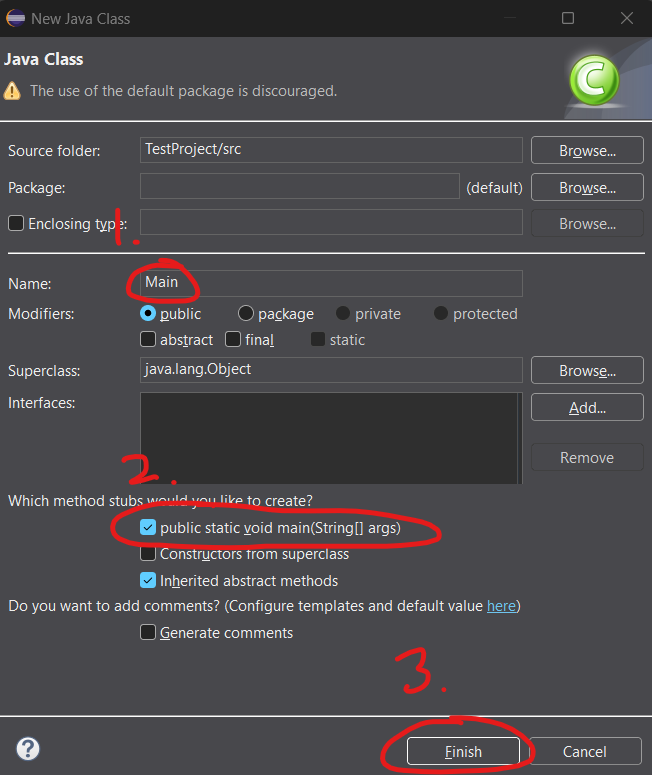 New Java Class
Java Class
The use of the default package is discouraged.
Source folder: TestProject/src Browse...
Package: (default) Browse...
Enclosing type: Browse...
1.
Name: Main
Modifiers: public package private protected
abstract final static
Superclass: java.lang.Object Browse...
Interfaces: Add...
Remove
2.
Which method stubs would you like to create?
public static void main(String[] args)
Constructors from superclass
Inherited abstract methods
Do you want to add comments? (Configure templates and default value here)
Generate comments
3.
? Finish Cancel